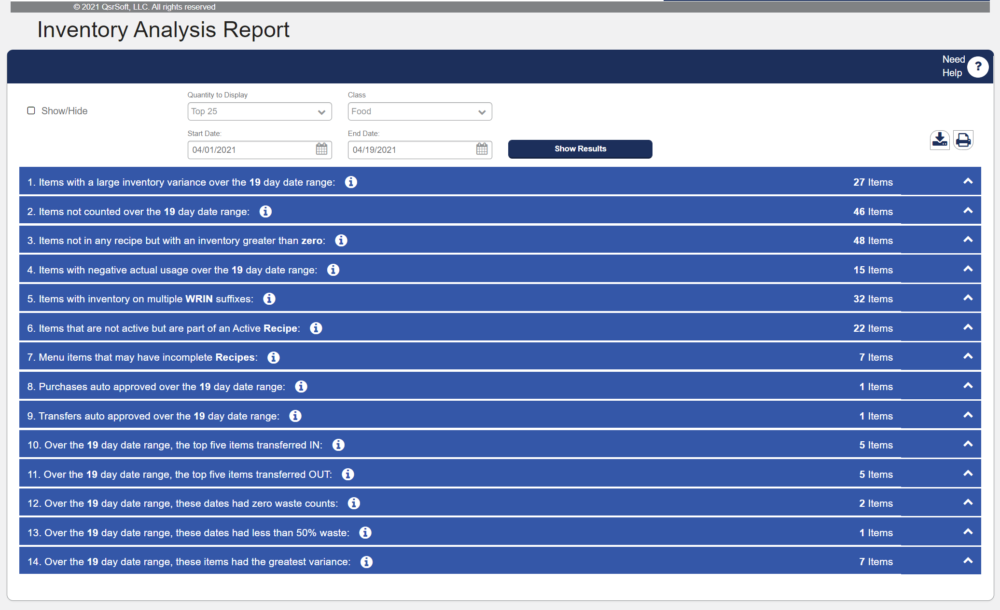 © 2021 QsrSoft, LLC. All rights reserved
Inventory Analysis Report
Need
Help
?
Quantity to Display
Class
Show/Hide
Top 25
Food
Start Date:
End Date:
04/01/2021
04/19/2021
Show Results
1. Items with a large inventory variance over the 19 day date range: 27 Items
2. Items not counted over the 19 day date range: 46 Items
3. Items not in any recipe but with an inventory greater than zero: 48 Items
4. Items with negative actual usage over the 19 day date range: 15 Items
5. Items with inventory on multiple WRIN suffixes: 32 Items
6. Items that are not active but are part of an Active Recipe: 22 Items
7. Menu items that may have incomplete Recipes: 7 Items
8. Purchases auto approved over the 19 day date range: 1 Items
9. Transfers auto approved over the 19 day date range: 1 Items
10. Over the 19 day date range, the top five items transferred IN: 5 Items
11. Over the 19 day date range, the top five items transferred OUT: 5 Items
12. Over the 19 day date range, these dates had zero waste counts: 2 Items
13. Over the 19 day date range, these dates had less than 50% waste: 1 Items
14. Over the 19 day date range, these items had the greatest variance: 7 Items